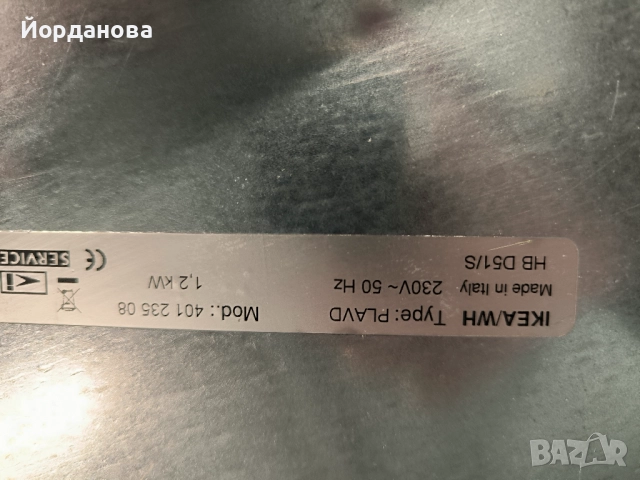 Йорданова
IKEA/WH
Type: PLAVD
Mod.: 401 235 08
Made in Italy
230V~ 50 Hz
1,2 kW
HB D51/S
CE
SERVICE
BAZAR